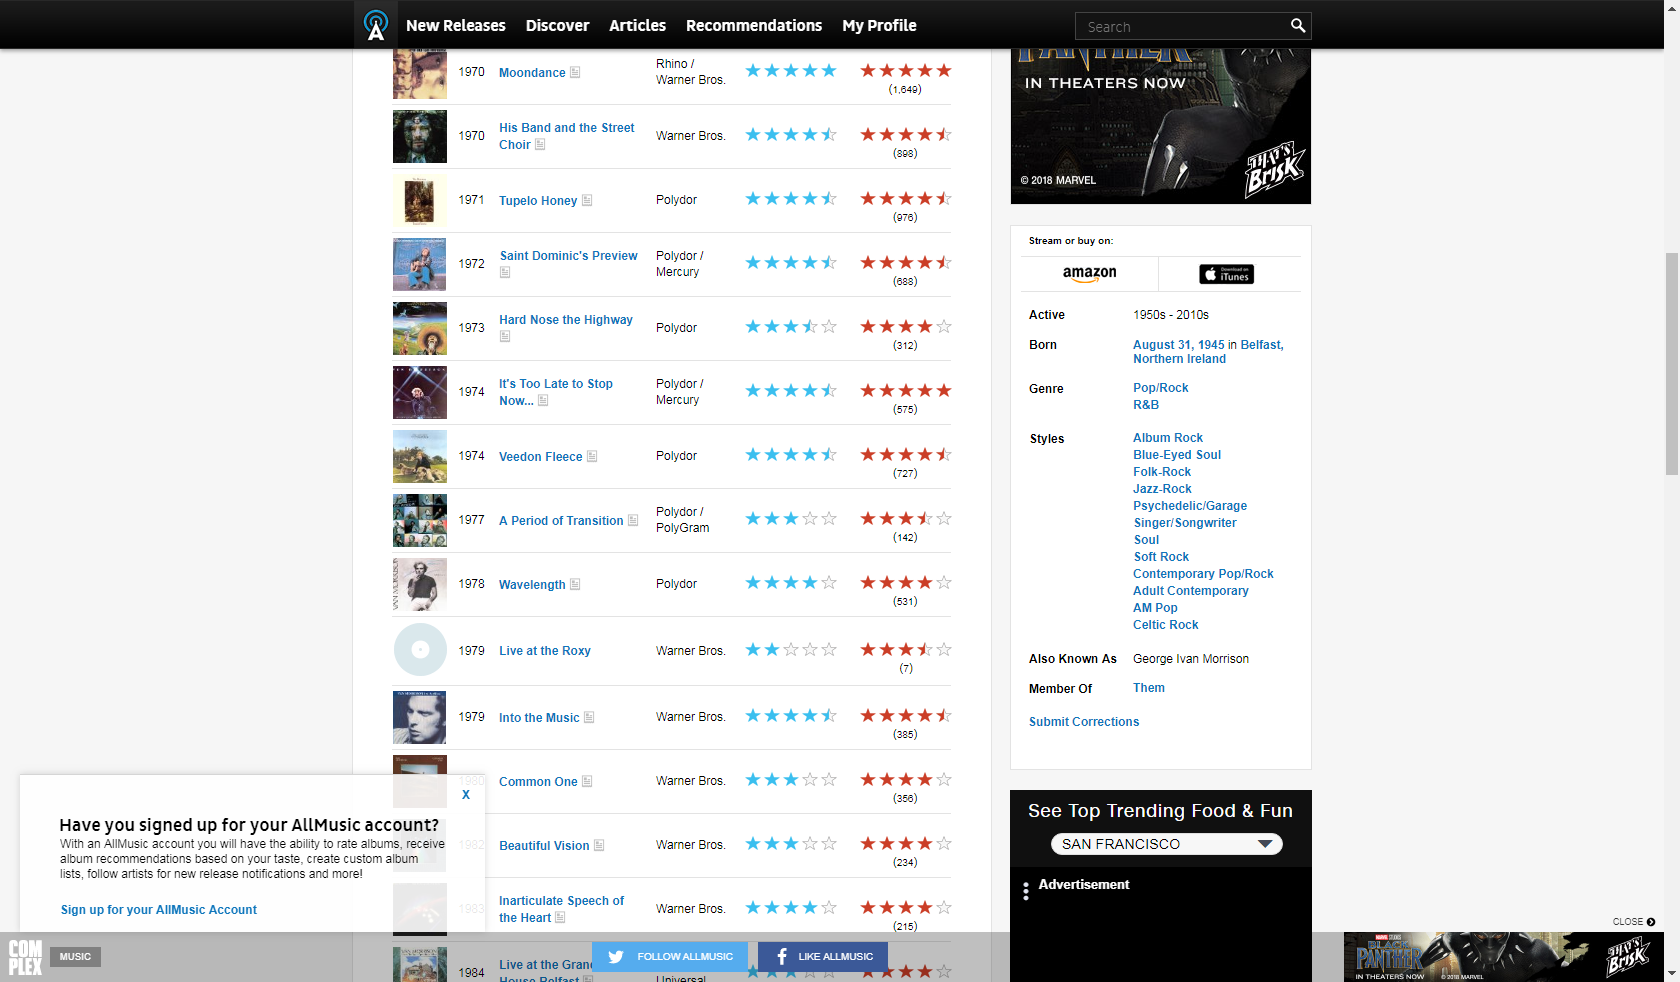 New Releases Discover Articles Recommendations My Profile
Search
1970 Moondance Rhino / Warner Bros. (1,649)
1970 His Band and the Street Choir Warner Bros. (898)
1971 Tupelo Honey Polydor (976)
1972 Saint Dominic's Preview Polydor / Mercury (688)
1973 Hard Nose the Highway Polydor (312)
1974 It's Too Late to Stop Now... Polydor / Mercury (575)
1974 Veedon Fleece Polydor (727)
1977 A Period of Transition Polydor / PolyGram (142)
1978 Wavelength Polydor (531)
1979 Live at the Roxy Warner Bros. (7)
1979 Into the Music Warner Bros. (385)
1980 Common One Warner Bros. (356)
1982 Beautiful Vision Warner Bros. (234)
1983 Inarticulate Speech of the Heart Warner Bros. (215)
1984 Live at the Grand House Belfast Universal
PANTHER
IN THEATERS NOW
© 2018 MARVEL
THAT'S BRISK
Stream or buy on:
amazon
Download on iTunes
Active 1950s - 2010s
Born August 31, 1945 in Belfast,
Northern Ireland
Genre Pop/Rock
R&B
Styles Album Rock
Blue-Eyed Soul
Folk-Rock
Jazz-Rock
Psychedelic/Garage
Singer/Songwriter
Soul
Soft Rock
Contemporary Pop/Rock
Adult Contemporary
AM Pop
Celtic Rock
Also Known As George Ivan Morrison
Member Of Them
Submit Corrections
See Top Trending Food & Fun
SAN FRANCISCO
Advertisement
X
Have you signed up for your AllMusic account?
With an AllMusic account you will have the ability to rate albums, receive
album recommendations based on your taste, create custom album
lists, follow artists for new release notifications and more!
Sign up for your AllMusic Account
COMPLEX
MUSIC
FOLLOW ALLMUSIC
LIKE ALLMUSIC
CLOSE
MARVEL STUDIOS
BLACK PANTHER
IN THEATERS NOW © 2018 MARVEL
THAT'S BRISK